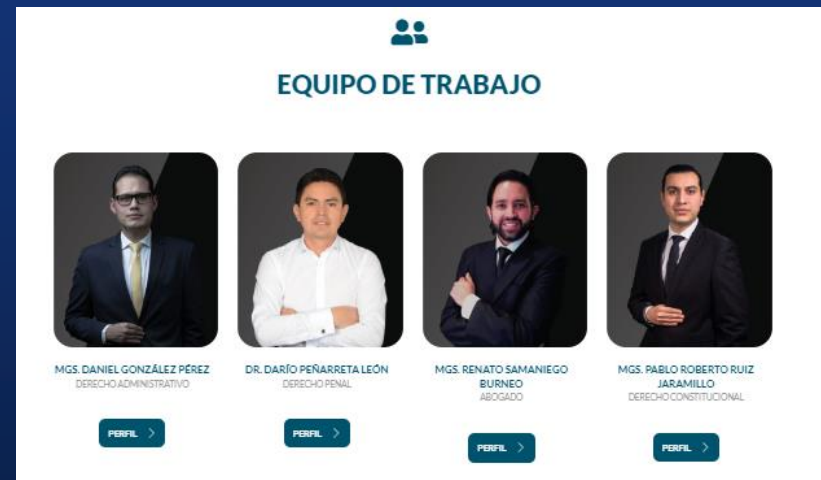 EQUIPO DE TRABAJO
MGS. DANIEL GONZÁLEZ PÉREZ
DERECHO ADMINISTRATIVO
PERFIL
DR. DARÍO PEÑARRETA LEÓN
DERECHO PENAL
PERFIL
MGS. RENATO SAMANIEGO
BURNEO
ABOGADO
PERFIL
MGS. PABLO ROBERTO RUIZ
JARAMILLO
DERECHO CONSTITUCIONAL
PERFIL